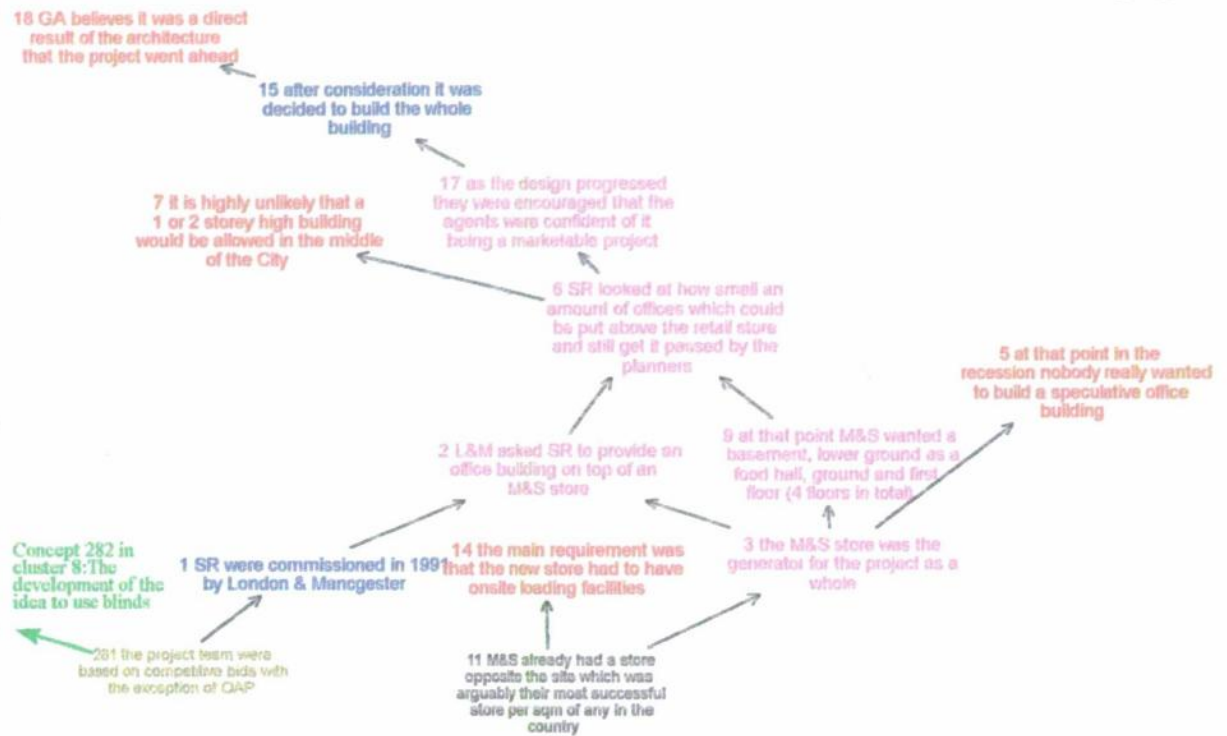 18 GA believes it was a direct
result of the architecture
that the project went ahead
15 after consideration it was
decided to build the whole
building
17 as the design progressed
they were encouraged that the
agents were confident of it
being a marketable project
7 it is highly unlikely that a
1 or 2 storey high building
would be allowed in the middle
of the City
6 SR looked at how small an
amount of offices which could
be put above the retail store
and still get it passed by the
planners
5 at that point in the
recession nobody really wanted
to build a speculative office
building
2 L&M asked SR to provide an
office building on top of an
M&S store
9 at that point M&S wanted a
basement, lower ground as a
food hall, ground and first
floor (4 floors in total)
Concept 282 in
cluster 8:The
development of the
idea to use blinds
1 SR were commissioned in 1991
by London & Mancgester
14 the main requirement was
that the new store had to have
onsite loading facilities
3 the M&S store was the
generator for the project as a
whole
281 the project team were
based on competitive bids with
the exception of OAP
11 M&S already had a store
opposite the site which was
arguably their most successful
store per sqm of any in the
country